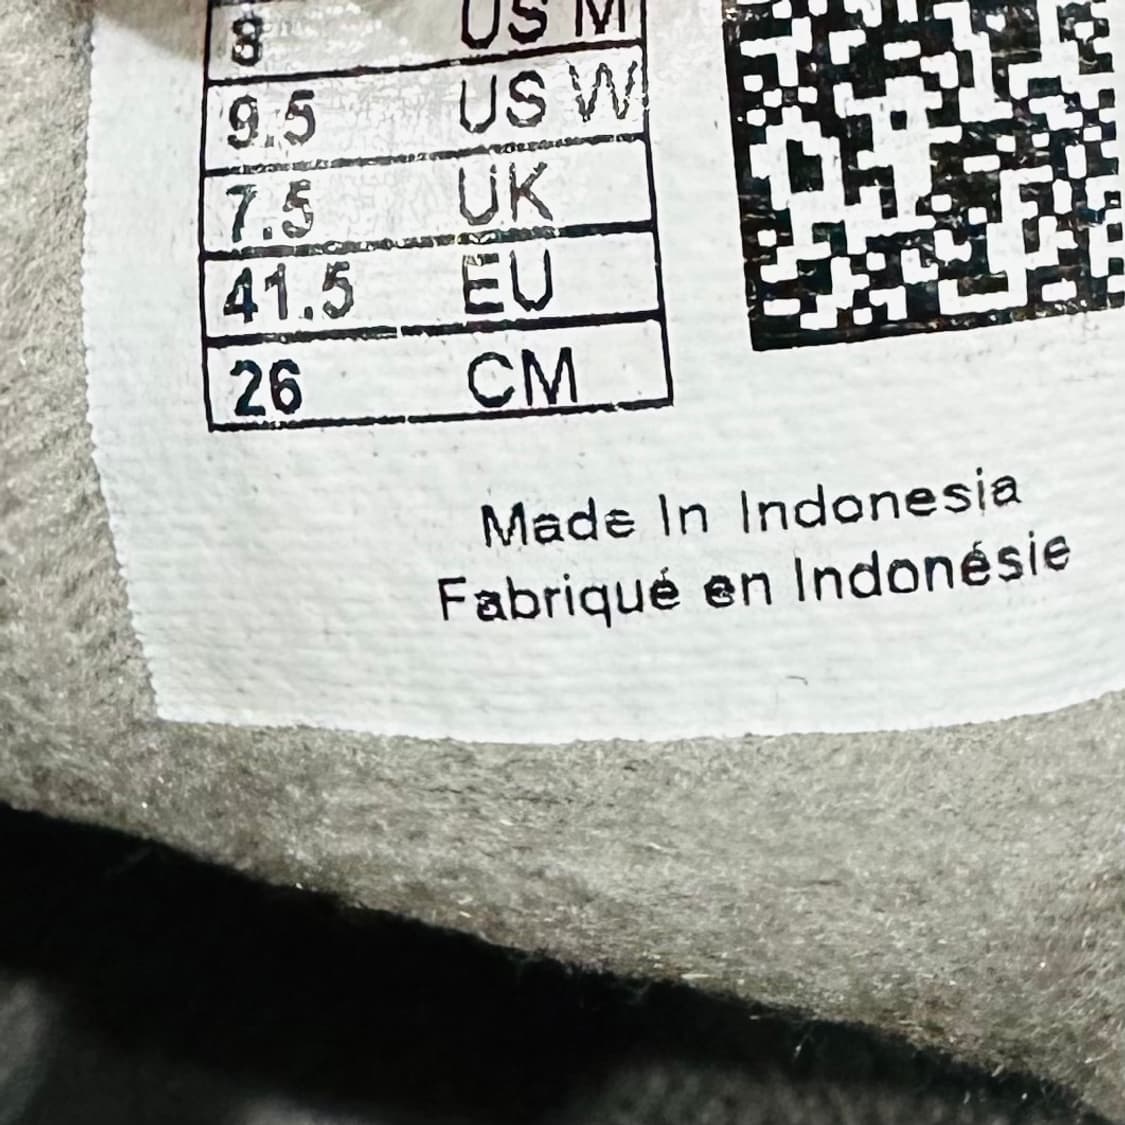 8 US M
9.5 US W
7.5 UK
41.5 EU
26 CM
Made In Indonesia
Fabriqué en Indonésie